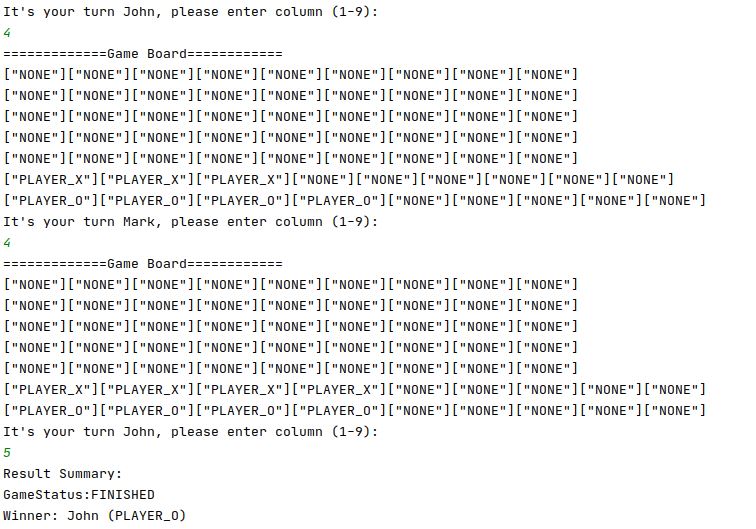 It's your turn John, please enter column (1-9):
4
=============Game Board============
["NONE"]["NONE"]["NONE"]["NONE"]["NONE"]["NONE"]["NONE"]["NONE"]["NONE"]
["NONE"]["NONE"]["NONE"]["NONE"]["NONE"]["NONE"]["NONE"]["NONE"]["NONE"]
["NONE"]["NONE"]["NONE"]["NONE"]["NONE"]["NONE"]["NONE"]["NONE"]["NONE"]
["NONE"]["NONE"]["NONE"]["NONE"]["NONE"]["NONE"]["NONE"]["NONE"]["NONE"]
["NONE"]["NONE"]["NONE"]["NONE"]["NONE"]["NONE"]["NONE"]["NONE"]["NONE"]
["PLAYER_X"]["PLAYER_X"]["PLAYER_X"]["NONE"]["NONE"]["NONE"]["NONE"]["NONE"]["NONE"]
["PLAYER_O"]["PLAYER_O"]["PLAYER_O"]["PLAYER_O"]["NONE"]["NONE"]["NONE"]["NONE"]["NONE"]
It's your turn Mark, please enter column (1-9):
4
=============Game Board============
["NONE"]["NONE"]["NONE"]["NONE"]["NONE"]["NONE"]["NONE"]["NONE"]["NONE"]
["NONE"]["NONE"]["NONE"]["NONE"]["NONE"]["NONE"]["NONE"]["NONE"]["NONE"]
["NONE"]["NONE"]["NONE"]["NONE"]["NONE"]["NONE"]["NONE"]["NONE"]["NONE"]
["NONE"]["NONE"]["NONE"]["NONE"]["NONE"]["NONE"]["NONE"]["NONE"]["NONE"]
["NONE"]["NONE"]["NONE"]["NONE"]["NONE"]["NONE"]["NONE"]["NONE"]["NONE"]
["PLAYER_X"]["PLAYER_X"]["PLAYER_X"]["PLAYER_X"]["NONE"]["NONE"]["NONE"]["NONE"]["NONE"]
["PLAYER_O"]["PLAYER_O"]["PLAYER_O"]["PLAYER_O"]["NONE"]["NONE"]["NONE"]["NONE"]["NONE"]
It's your turn John, please enter column (1-9):
5
Result Summary:
GameStatus:FINISHED
Winner: John (PLAYER_O)